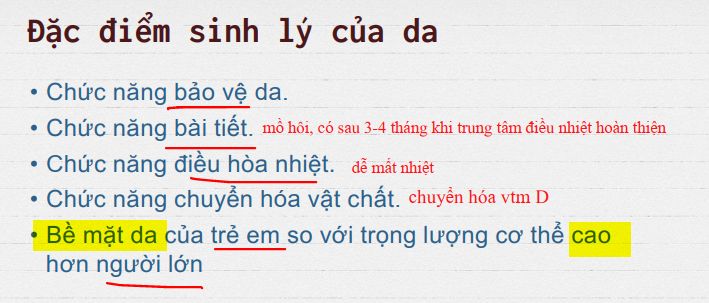 Đặc điểm sinh lý của da
• Chức năng bảo vệ da.
• Chức năng bài tiết. mồ hôi, có sau 3-4 tháng khi trung tâm điều nhiệt hoàn thiện
• Chức năng điều hòa nhiệt. dễ mất nhiệt
• Chức năng chuyển hóa vật chất. chuyển hóa vtm D
• Bề mặt da của trẻ em so với trọng lượng cơ thể cao
hơn người lớn